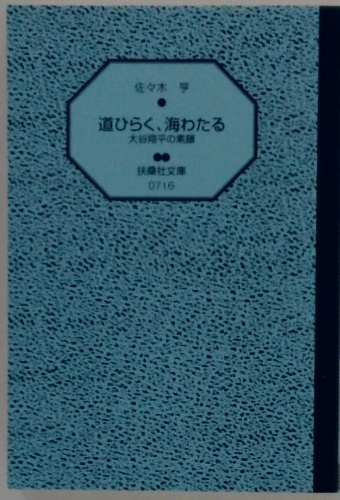 佐々木 亨
道ひらく、海わたる
大谷翔平の素顔
扶桑社文庫
0716